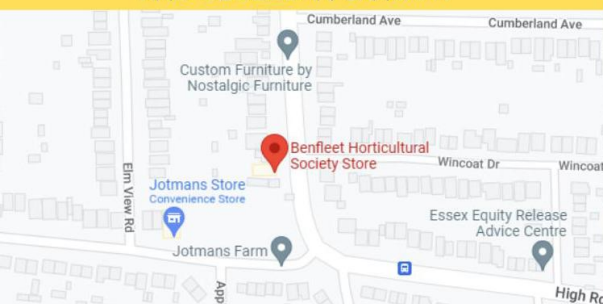 Cumberland Ave
Cumberland Ave
Custom Furniture by
Nostalgic Furniture
Benfleet Horticultural
Society Store
Wincoat Dr
Wincoat
Elm View Rd
Jotmans Store
Convenience Store
Essex Equity Release
Advice Centre
Jotmans Farm
App
High Ro